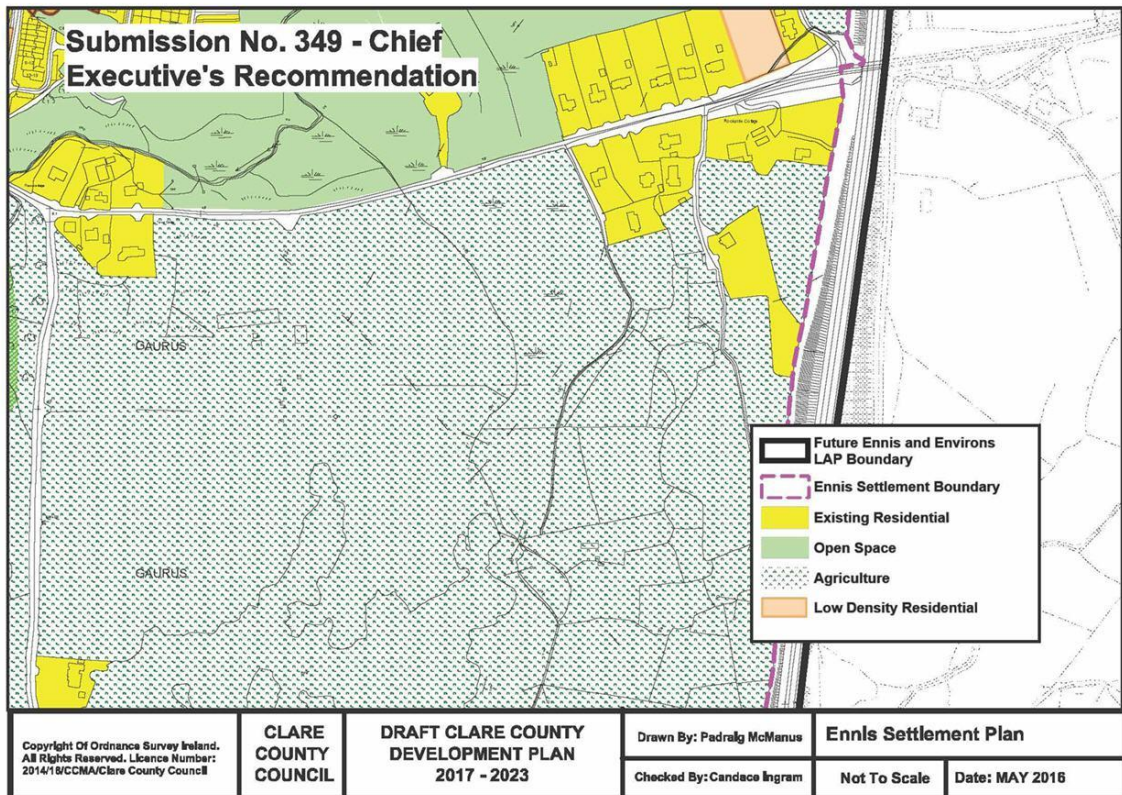 Submission No. 349 - Chief
Executive's Recommendation
GAURUS
GAURUS
Future Ennis and Environs
LAP Boundary
Ennis Settlement Boundary
Existing Residential
Open Space
Agriculture
Low Density Residential
Copyright Of Ordnance Survey Ireland.
All Rights Reserved. Licence Number:
2014/16/CCMA/Clare County Council
CLARE
COUNTY
COUNCIL
DRAFT CLARE COUNTY
DEVELOPMENT PLAN
2017 - 2023
Drawn By: Padraig McManus
Checked By: Candace Ingram
Ennis Settlement Plan
Not To Scale
Date: MAY 2016